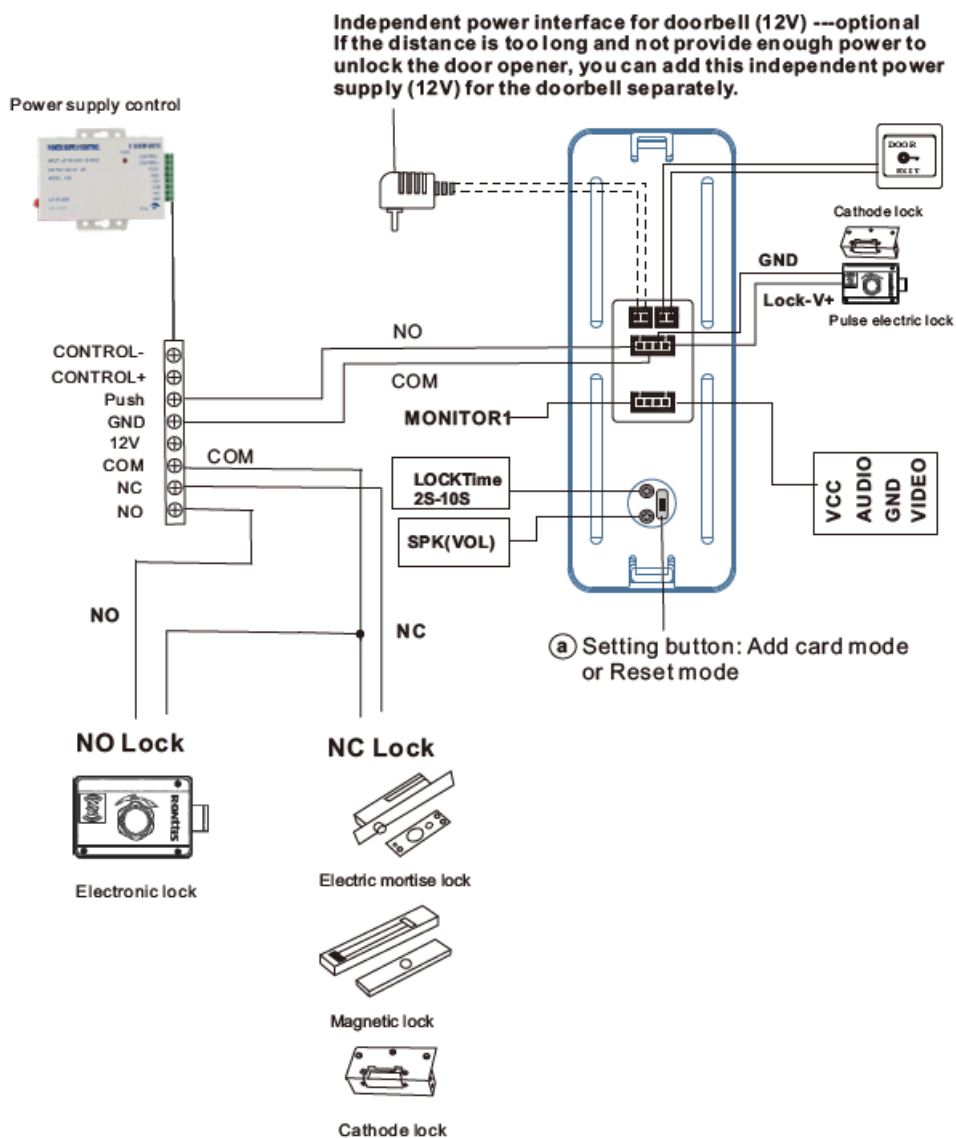 Independent power interface for doorbell (12V) ---optional
If the distance is too long and not provide enough power to
unlock the door opener, you can add this independent power
supply (12V) for the doorbell separately.
Power supply control
POWER SUPPLY CONTROL
DOOR
EXIT
Cathode lock
GND
Lock-V+
Pulse electric lock
NO
COM
MONITOR1
CONTROL-
CONTROL+
Push
GND
12V
COM
NC
NO
COM
LOCKTime
2S-10S
SPK(VOL)
VCC
AUDIO
GND
VIDEO
NO
NC
a Setting button: Add card mode
or Reset mode
NO Lock
NC Lock
Electronic lock
Electric mortise lock
Magnetic lock
Cathode lock